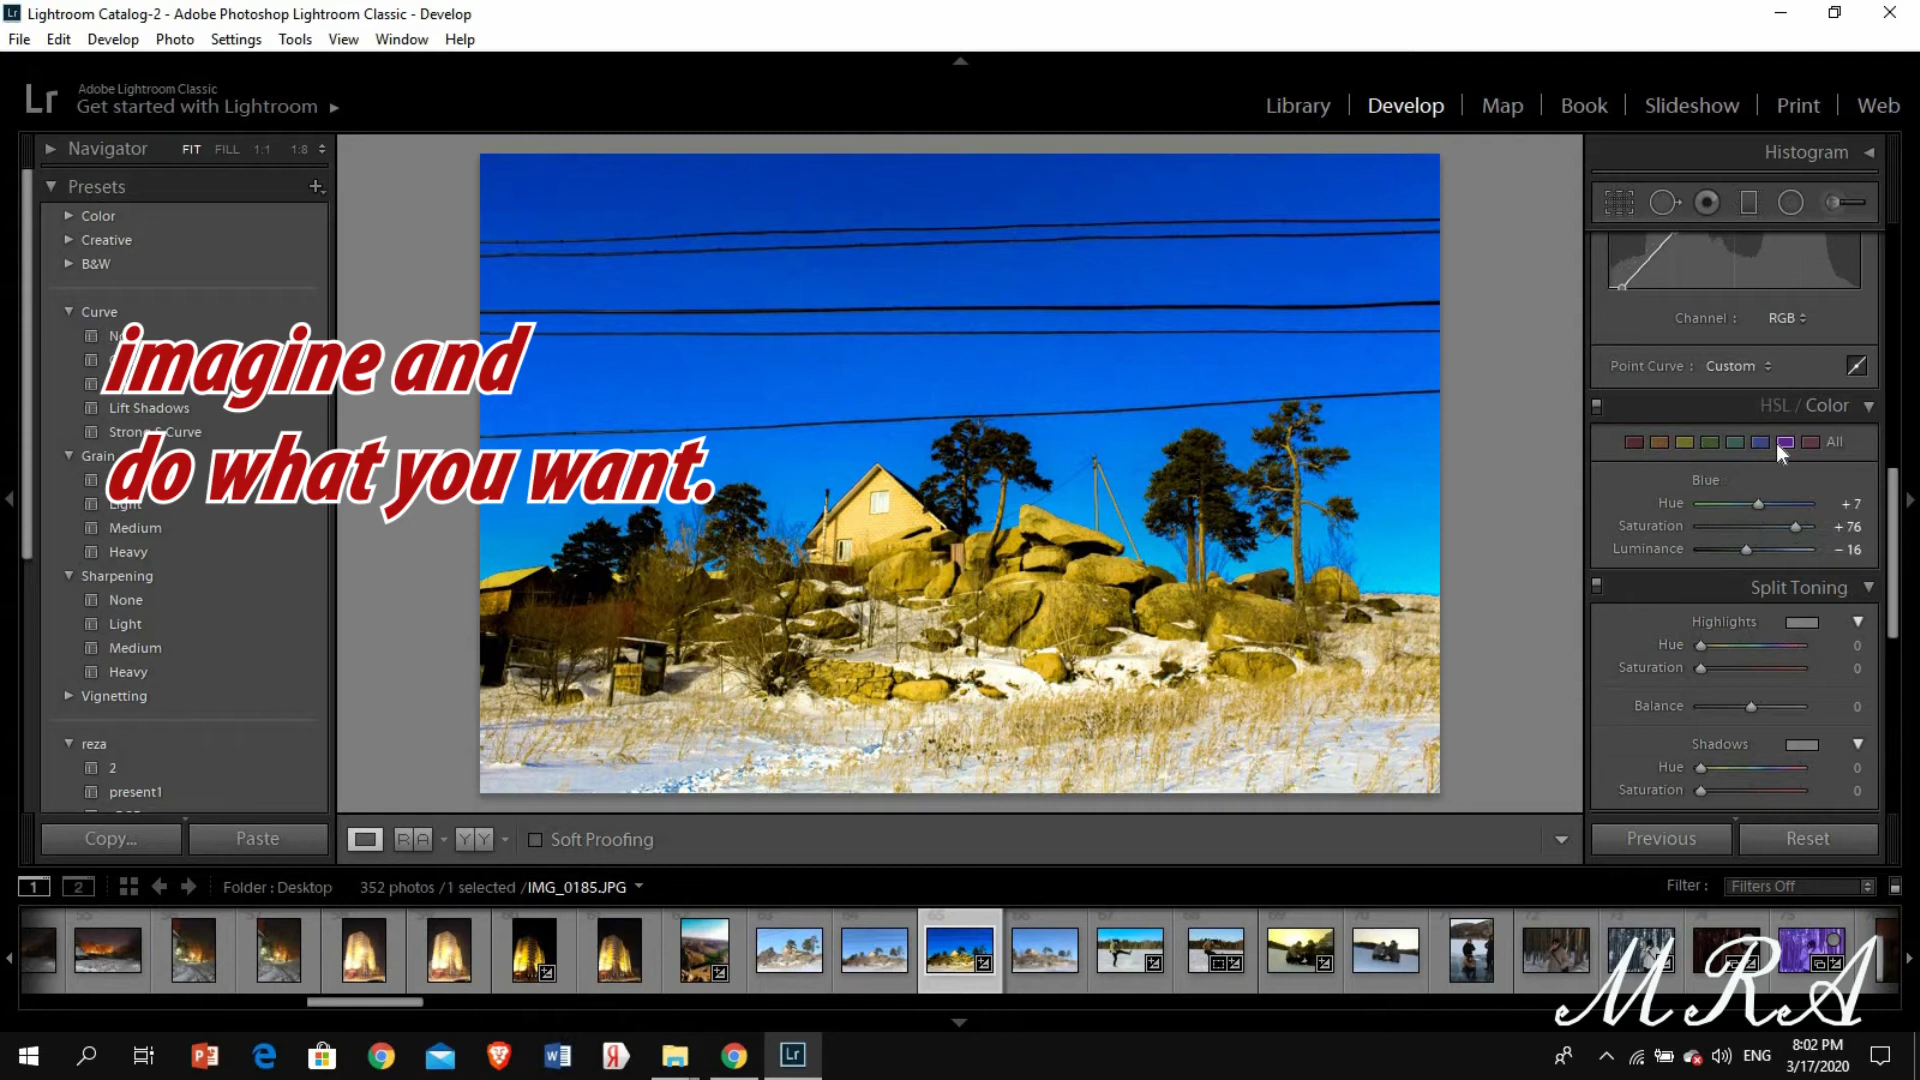 Lr Lightroom Catalog-2 - Adobe Photoshop Lightroom Classic - Develop
File Edit Develop Photo Settings Tools View Window Help
Lr Adobe Lightroom Classic
Get started with Lightroom
Library Develop Map Book Slideshow Print Web
Navigator FIT FILL 1:1 1:8
Histogram
Presets
Color
Creative
B&W
Curve
imagine and
do what you want.
Lift Shadows
Strong S Curve
Grain
Light
Medium
Heavy
Sharpening
None
Light
Medium
Heavy
Vignetting
reza
2
present1
Copy... Paste
Channel : RGB
Point Curve : Custom
HSL / Color
All
Blue
Hue + 7
Saturation + 76
Luminance – 16
Split Toning
Highlights
Hue 0
Saturation 0
Balance 0
Shadows
Hue 0
Saturation 0
Previous Reset
R A Y Y Soft Proofing
1 2 Folder : Desktop 352 photos / 1 selected / IMG_0185.JPG
Filter : Filters Off
MRA
ENG
8:02 PM
3/17/2020